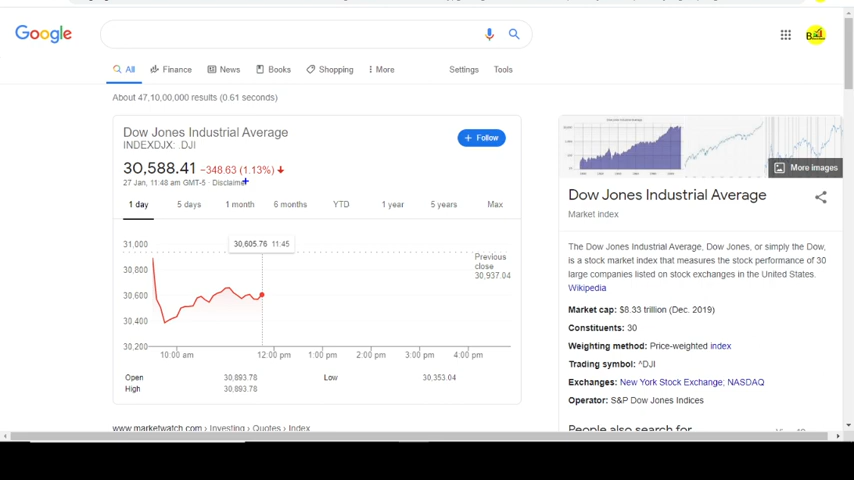 Google
All
Finance
News
Books
Shopping
More
Settings
Tools
About 47,10,00,000 results (0.61 seconds)
Dow Jones Industrial Average
INDEXDJX: .DJI
+ Follow
30,588.41 −348.63 (1.13%)
27 Jan, 11:48 am GMT-5 · Disclaimer
1 day
5 days
1 month
6 months
YTD
1 year
5 years
Max
30,605.76 11:45
31,000
30,800
30,600
30,400
30,200
Previous
close
30,937.04
10:00 am
12:00 pm
1:00 pm
2:00 pm
3:00 pm
4:00 pm
Open 30,893.78
Low 30,353.04
High 30,893.78
www.marketwatch.com › Investing › Quotes › Index
More images
Dow Jones Industrial Average
Market index
The Dow Jones Industrial Average, Dow Jones, or simply the Dow,
is a stock market index that measures the stock performance of 30
large companies listed on stock exchanges in the United States.
Wikipedia
Market cap: $8.33 trillion (Dec. 2019)
Constituents: 30
Weighting method: Price-weighted index
Trading symbol: ^DJI
Exchanges: New York Stock Exchange; NASDAQ
Operator: S&P Dow Jones Indices
People also search for